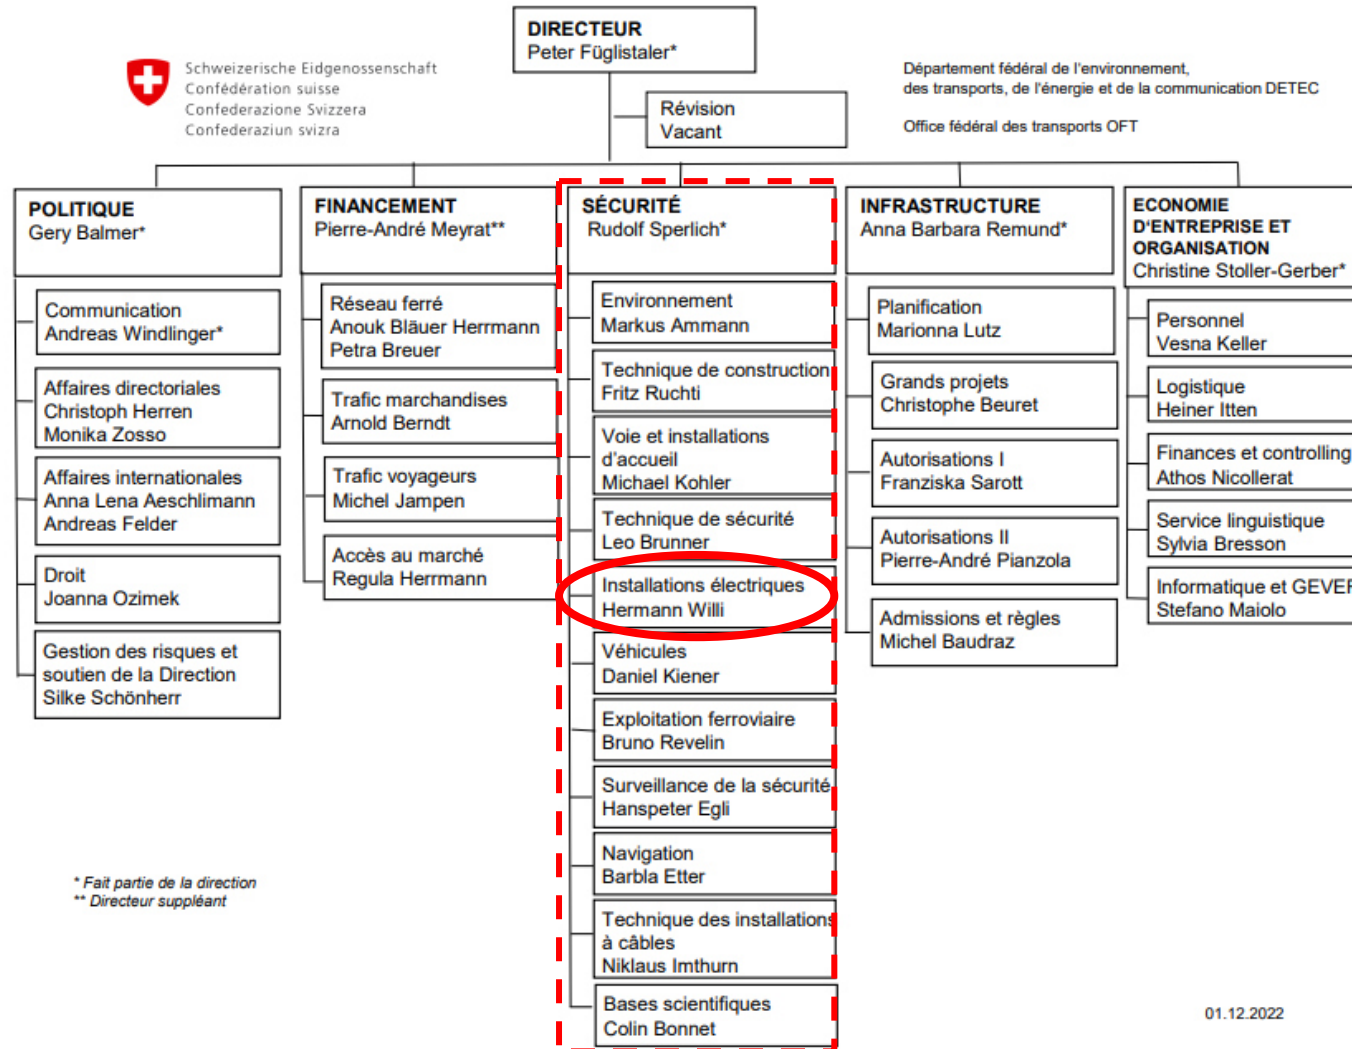 DIRECTEUR
Peter Füglistaler*
Schweizerische Eidgenossenschaft
Confédération suisse
Confederazione Svizzera
Confederaziun svizra
Département fédéral de l'environnement,
des transports, de l'énergie et de la communication DETEC
Office fédéral des transports OFT
Révision
Vacant
POLITIQUE
Gery Balmer*
Communication
Andreas Windlinger*
Affaires directoriales
Christoph Herren
Monika Zosso
Affaires internationales
Anna Lena Aeschlimann
Andreas Felder
Droit
Joanna Ozimek
Gestion des risques et
soutien de la Direction
Silke Schönherr
FINANCEMENT
Pierre-André Meyrat**
Réseau ferré
Anouk Bläuer Herrmann
Petra Breuer
Trafic marchandises
Arnold Berndt
Trafic voyageurs
Michel Jampen
Accès au marché
Regula Herrmann
SÉCURITÉ
Rudolf Sperlich*
Environnement
Markus Ammann
Technique de construction
Fritz Ruchti
Voie et installations
d'accueil
Michael Kohler
Technique de sécurité
Leo Brunner
Installations électriques
Hermann Willi
Véhicules
Daniel Kiener
Exploitation ferroviaire
Bruno Revelin
Surveillance de la sécurité
Hanspeter Egli
Navigation
Barbla Etter
Technique des installations
à câbles
Niklaus Imthurn
Bases scientifiques
Colin Bonnet
INFRASTRUCTURE
Anna Barbara Remund*
Planification
Marionna Lutz
Grands projets
Christophe Beuret
Autorisations I
Franziska Sarott
Autorisations II
Pierre-André Pianzola
Admissions et règles
Michel Baudraz
ECONOMIE
D'ENTREPRISE ET
ORGANISATION
Christine Stoller-Gerber*
Personnel
Vesna Keller
Logistique
Heiner Itten
Finances et controlling
Athos Nicollerat
Service linguistique
Sylvia Bresson
Informatique et GEVER
Stefano Maiolo
* Fait partie de la direction
** Directeur suppléant
01.12.2022